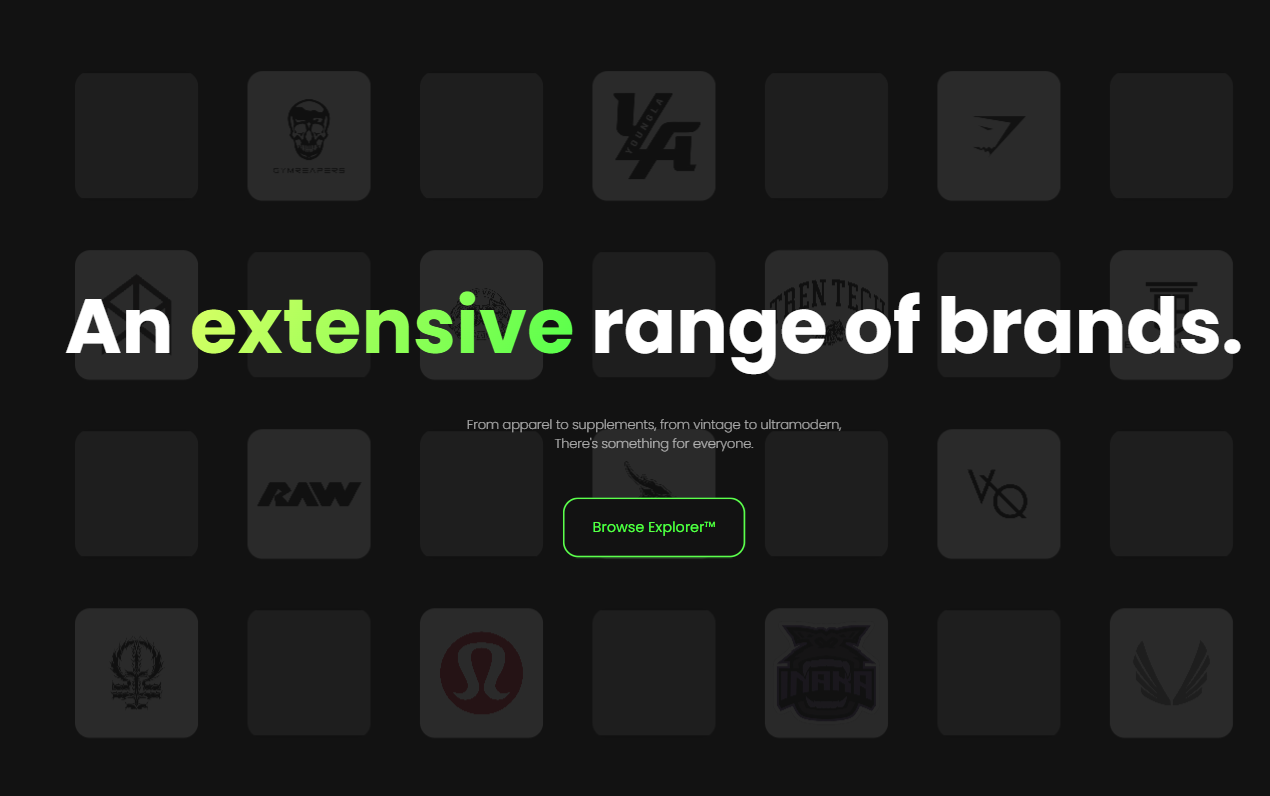 GYMREAPERS
YOUNGLA
TREN TECH
An extensive range of brands.
From apparel to supplements, from vintage to ultramodern,
There's something for everyone.
RAW
Browse Explorer™
INAKA